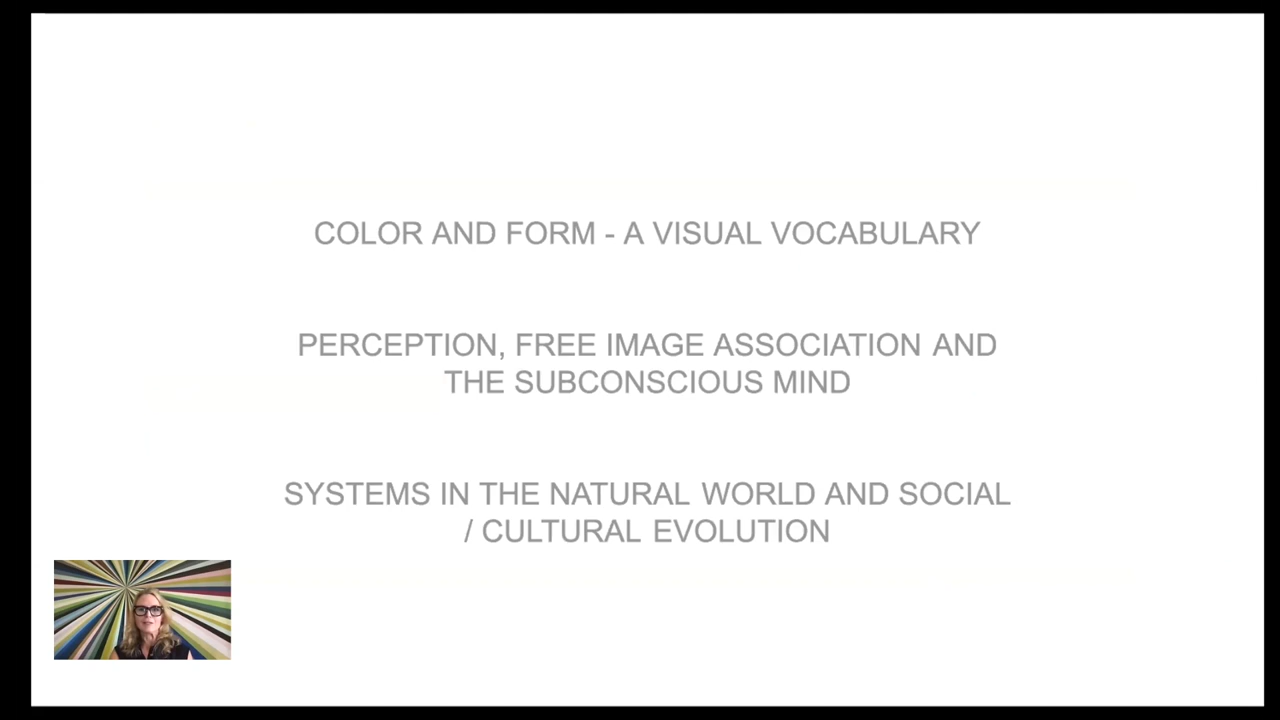 COLOR AND FORM - A VISUAL VOCABULARY
PERCEPTION, FREE IMAGE ASSOCIATION AND
THE SUBCONSCIOUS MIND
SYSTEMS IN THE NATURAL WORLD AND SOCIAL
/ CULTURAL EVOLUTION